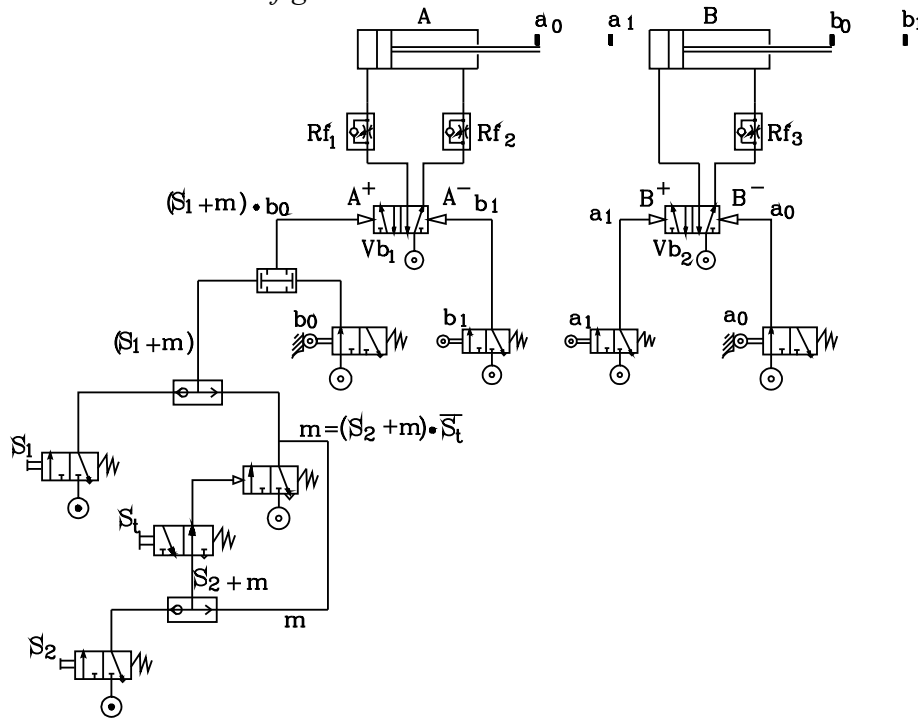 A a0 a1 B b0 b1
Rf1 Rf2 Rf3
(S1+m)•b0 A+ A− b1 a1 B+ B− a0
Vb1 Vb2
b0 b1 a1 a0
(S1+m)
m=(S2+m)•S̅t̅
S1
St
S2+m
m
S2